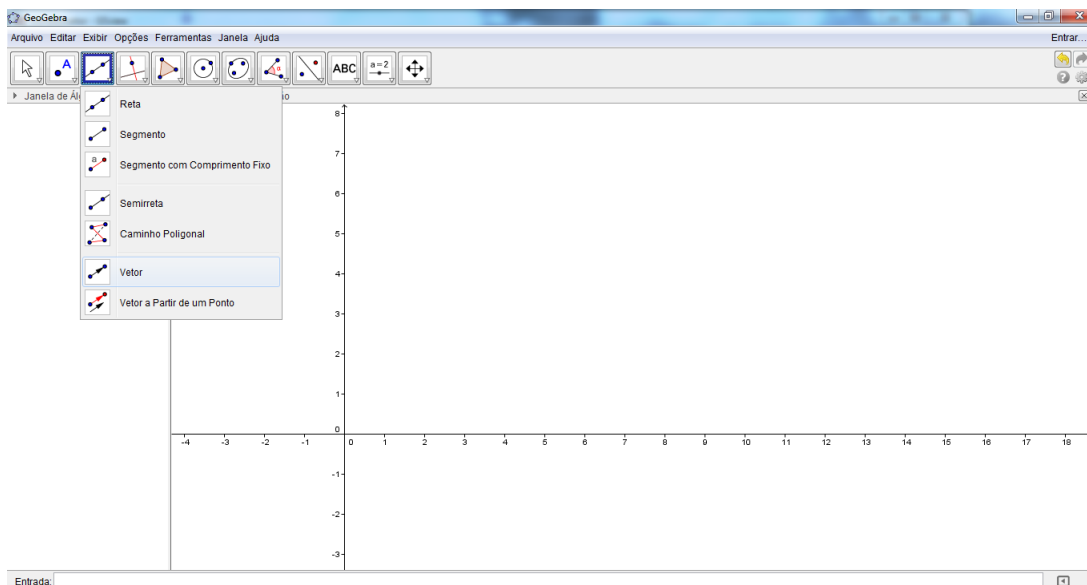 GeoGebra
Arquivo Editar Exibir Opções Ferramentas Janela Ajuda
Entrar...
A
α
ABC
a=2
Janela de Ál
ão
Reta
Segmento
a
Segmento com Comprimento Fixo
Semirreta
Caminho Poligonal
Vetor
Vetor a Partir de um Ponto
8
7
6
5
4
3
2
1
0
-4 -3 -2 -1 0 1 2 3 4 5 6 7 8 9 10 11 12 13 14 15 16 17 18
-1
-2
-3
Entrada: